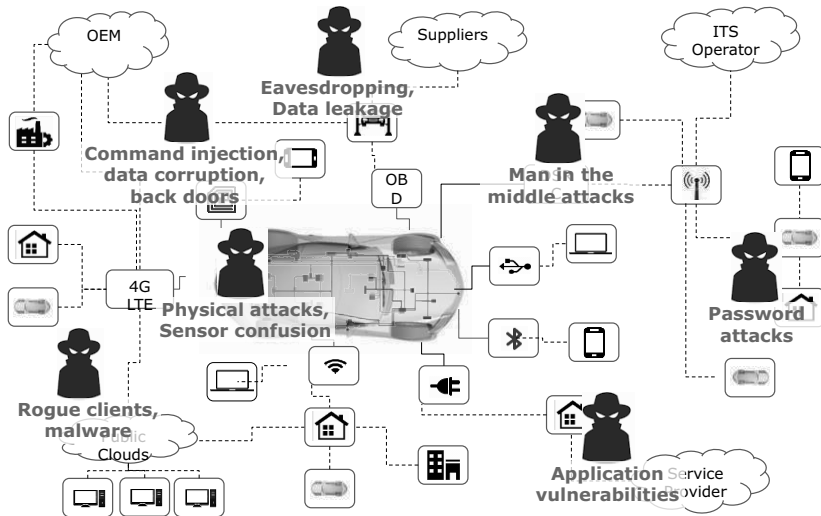 OEM
Suppliers
ITS
Operator
Eavesdropping,
Data leakage
Command injection,
data corruption,
back doors
OB
D
Man in the
middle attacks
4G
LTE
Physical attacks,
Sensor confusion
Password
attacks
Rogue clients,
malware
Public
Clouds
Application
vulnerabilities
Service
Provider